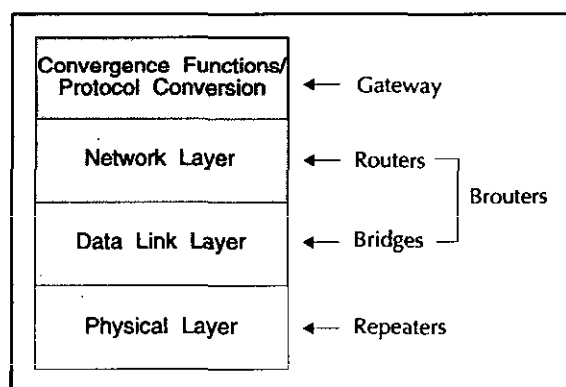 Convergence Functions/
Protocol Conversion
Gateway
Network Layer
Routers
Brouters
Data Link Layer
Bridges
Physical Layer
Repeaters